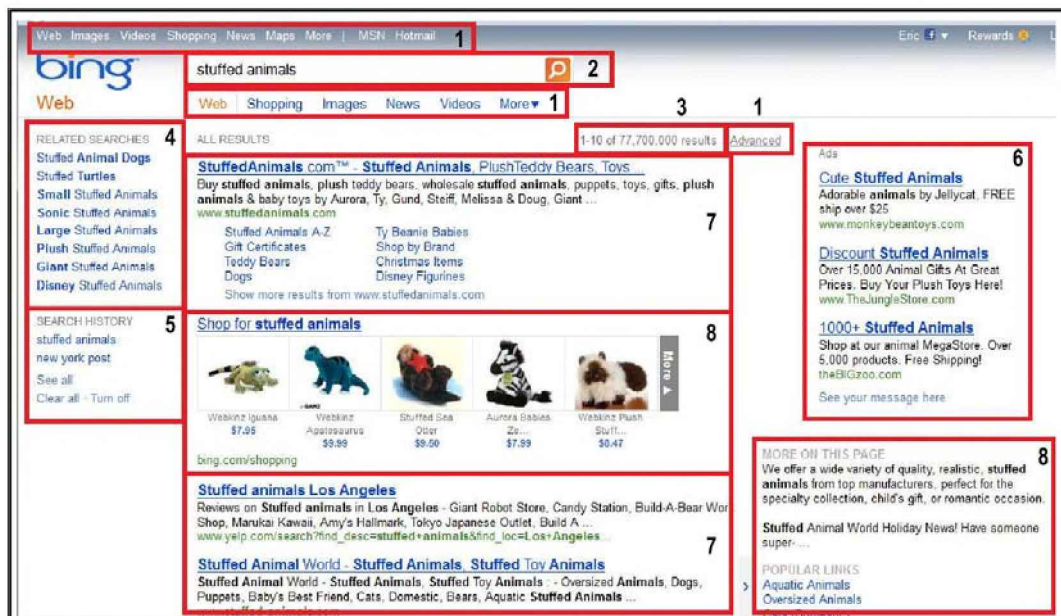 Web Images Videos Shopping News Maps More | MSN Hotmail 1 Eric f ▾ Rewards
bing
stuffed animals 2
Web
Web Shopping Images News Videos More▾ 1
3 1
RELATED SEARCHES 4
Stuffed Animal Dogs
Stuffed Turtles
Small Stuffed Animals
Sonic Stuffed Animals
Large Stuffed Animals
Plush Stuffed Animals
Giant Stuffed Animals
Disney Stuffed Animals
SEARCH HISTORY 5
stuffed animals
new york post
See all
Clear all · Turn off
ALL RESULTS 1-10 of 77,700,000 results Advanced
StuffedAnimals com™ - Stuffed Animals, PlushTeddy Bears, Toys...
Buy stuffed animals, plush teddy bears, wholesale stuffed animals, puppets, toys, gifts, plush
animals & baby toys by Aurora, Ty, Gund, Steiff, Melissa & Doug, Giant ...
www.stuffedanimals.com
7
Stuffed Animals A-Z Ty Beanie Babies
Gift Certificates Shop by Brand
Teddy Bears Christmas Items
Dogs Disney Figurines
Show more results from www.stuffedanimals.com
Shop for stuffed animals 8
Webkinz Iguana
$7.95
Webkinz
Apatosaurus
$9.99
Stuffed Sea
Otter
$9.50
Aurora Babies
Ze...
$7.99
Webkinz Plush
Stuff...
$8.47
More ▲
bing.com/shopping
Stuffed animals Los Angeles
Reviews on Stuffed animals in Los Angeles - Giant Robot Store, Candy Station, Build-A-Bear Wor
Shop, Marukai Kawaii, Amy's Hallmark, Tokyo Japanese Outlet, Build A ...
www.yelp.com/search?find_desc=stuffed+animals&find_loc=Los+Angeles...
7
Stuffed Animal World - Stuffed Animals, Stuffed Toy Animals
Stuffed Animal World - Stuffed Animals, Stuffed Toy Animals : - Oversized Animals, Dogs,
Puppets, Baby's Best Friend, Cats, Domestic, Bears, Aquatic Stuffed Animals ...
Ads 6
Cute Stuffed Animals
Adorable animals by Jellycat. FREE
ship over $25
www.monkeybeantoys.com
Discount Stuffed Animals
Over 15,000 Animal Gifts At Great
Prices. Buy Your Plush Toys Here!
www.TheJungleStore.com
1000+ Stuffed Animals
Shop at our animal MegaStore. Over
5,000 products. Free Shipping!
theBIGzoo.com
See your message here
MORE ON THIS PAGE 8
We offer a wide variety of quality, realistic, stuffed
animals from top manufacturers, perfect for the
specialty collection, child's gift, or romantic occasion.
Stuffed Animal World Holiday News! Have someone
super- ...
POPULAR LINKS
Aquatic Animals
Oversized Animals